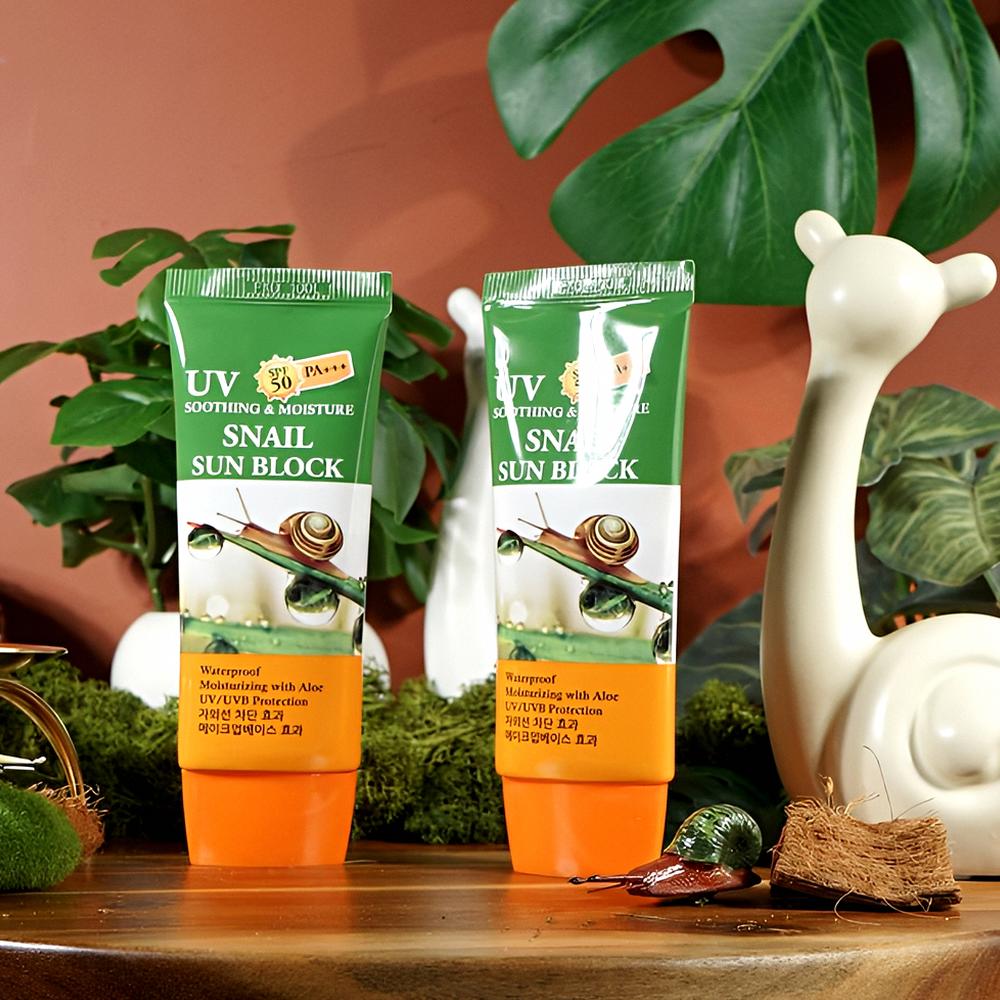 UV SPF 50 PA+++
SOOTHING & MOISTURE
SNAIL
SUN BLOCK
Waterproof
Moisturizing with Aloe
UV/UVB Protection
자외선 차단 효과
메이크업베이스 효과
UV
SOOTHING &
SUN BLOCK
Waterproof
Moisturizing with Aloe
UV/UVB Protection
자외선 차단 효과
메이크업베이스 효과